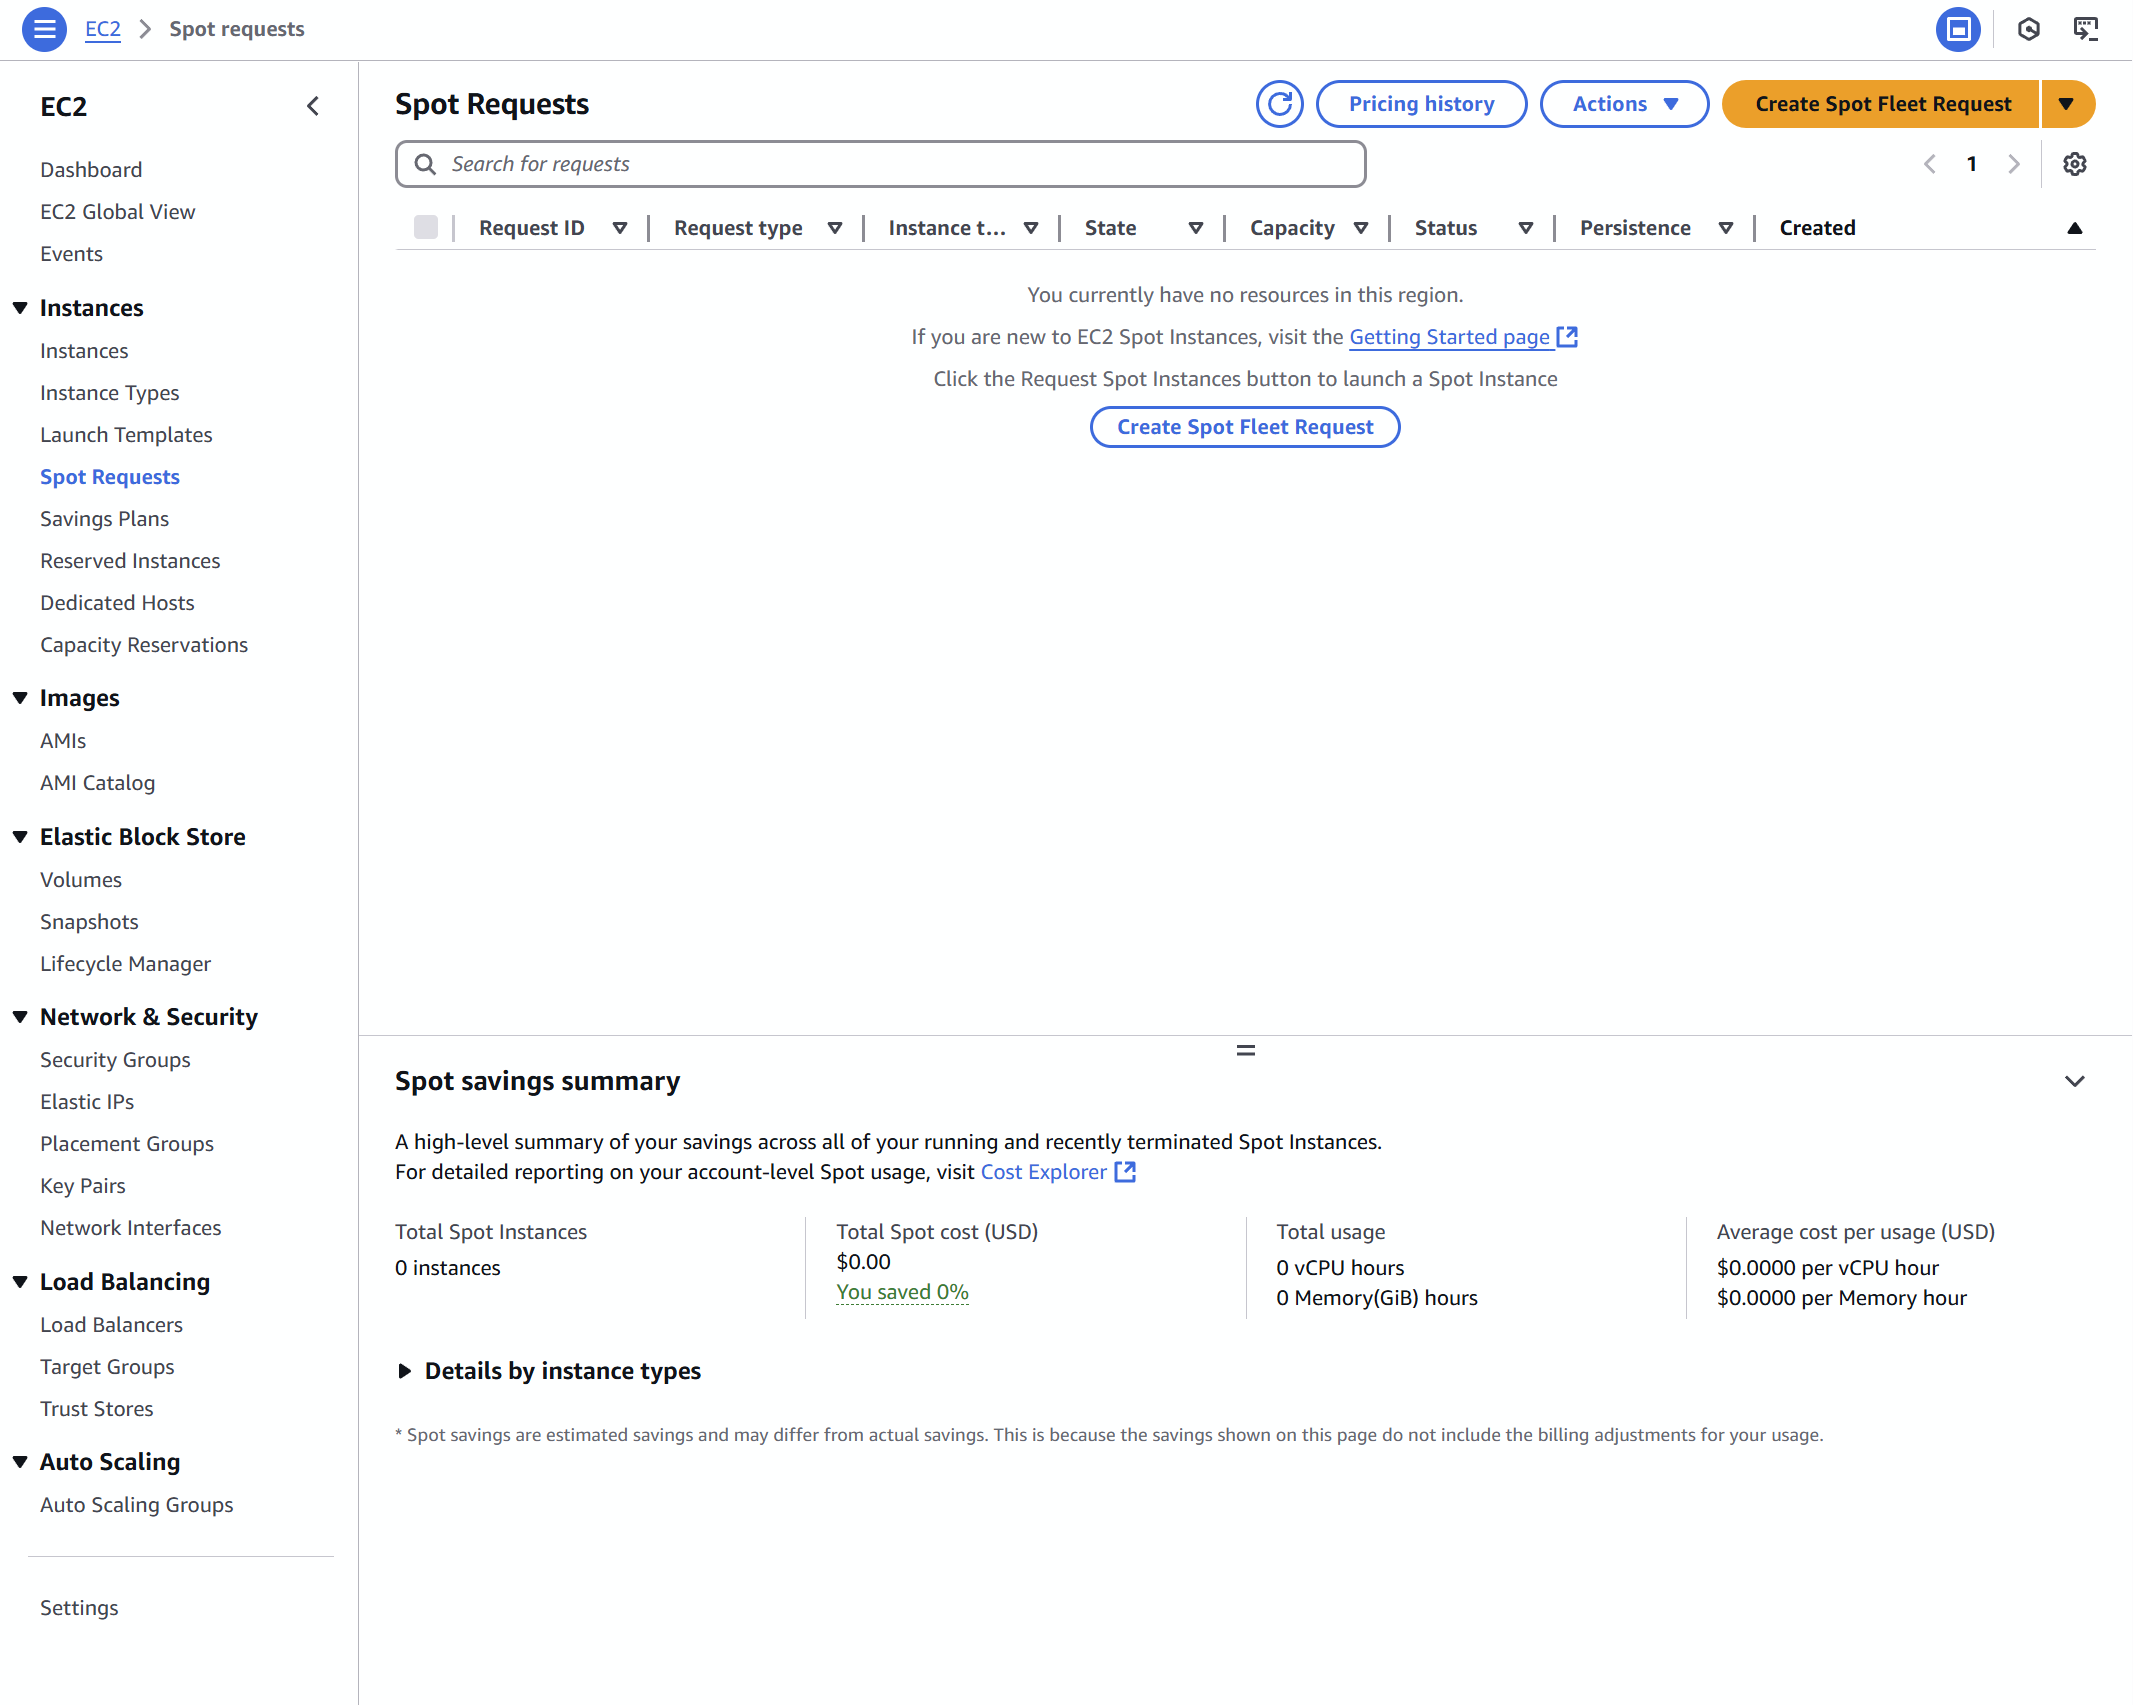 EC2 > Spot requests
EC2
Dashboard
EC2 Global View
Events
Instances
Instances
Instance Types
Launch Templates
Spot Requests
Savings Plans
Reserved Instances
Dedicated Hosts
Capacity Reservations
Images
AMIs
AMI Catalog
Elastic Block Store
Volumes
Snapshots
Lifecycle Manager
Network & Security
Security Groups
Elastic IPs
Placement Groups
Key Pairs
Network Interfaces
Load Balancing
Load Balancers
Target Groups
Trust Stores
Auto Scaling
Auto Scaling Groups
Settings
Spot Requests
Pricing history
Actions
Create Spot Fleet Request
Search for requests
1
Request ID Request type Instance t... State Capacity Status Persistence Created
You currently have no resources in this region.
If you are new to EC2 Spot Instances, visit the Getting Started page
Click the Request Spot Instances button to launch a Spot Instance
Create Spot Fleet Request
Spot savings summary
A high-level summary of your savings across all of your running and recently terminated Spot Instances.
For detailed reporting on your account-level Spot usage, visit Cost Explorer
Total Spot Instances
0 instances
Total Spot cost (USD)
$0.00
You saved 0%
Total usage
0 vCPU hours
0 Memory(GiB) hours
Average cost per usage (USD)
$0.0000 per vCPU hour
$0.0000 per Memory hour
Details by instance types
* Spot savings are estimated savings and may differ from actual savings. This is because the savings shown on this page do not include the billing adjustments for your usage.